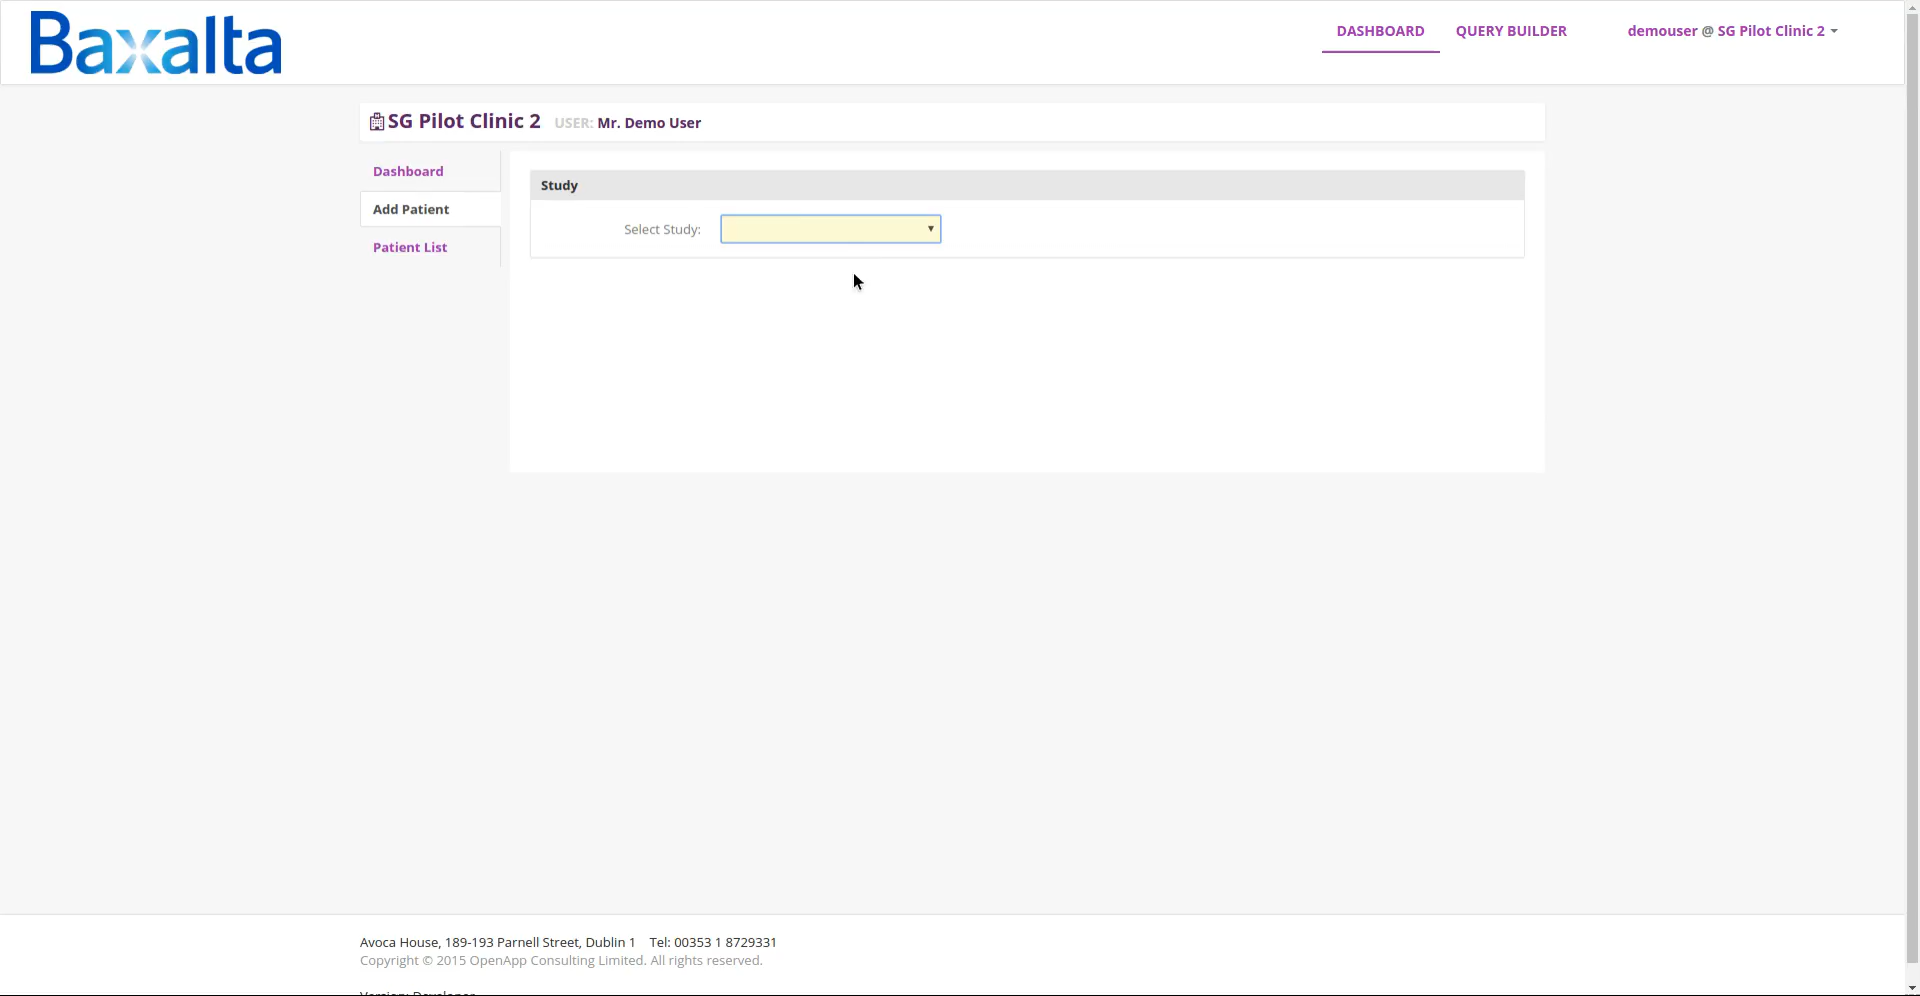 Baxalta
DASHBOARD QUERY BUILDER demouser @ SG Pilot Clinic 2
SG Pilot Clinic 2 USER: Mr. Demo User
Dashboard
Add Patient
Patient List
Study
Select Study:
Avoca House, 189-193 Parnell Street, Dublin 1 Tel: 00353 1 8729331
Copyright © 2015 OpenApp Consulting Limited. All rights reserved.
Version: Developer